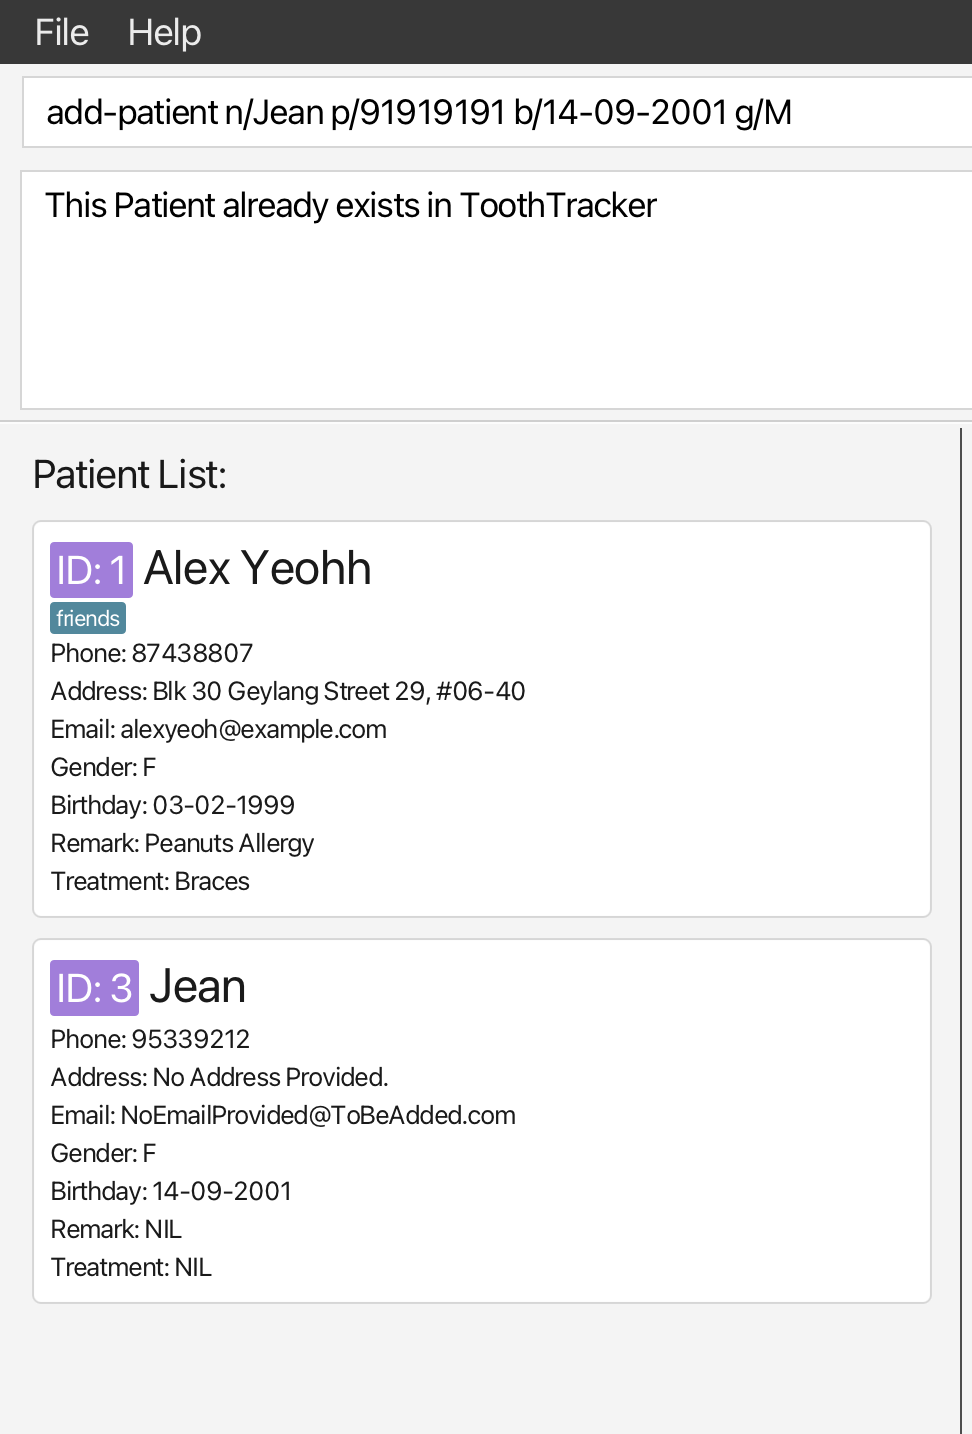 File Help
add-patient n/Jean p/91919191 b/14-09-2001 g/M
This Patient already exists in ToothTracker
Patient List:
ID: 1 Alex Yeohh
friends
Phone: 87438807
Address: Blk 30 Geylang Street 29, #06-40
Email: alexyeoh@example.com
Gender: F
Birthday: 03-02-1999
Remark: Peanuts Allergy
Treatment: Braces
ID: 3 Jean
Phone: 95339212
Address: No Address Provided.
Email: NoEmailProvided@ToBeAdded.com
Gender: F
Birthday: 14-09-2001
Remark: NIL
Treatment: NIL